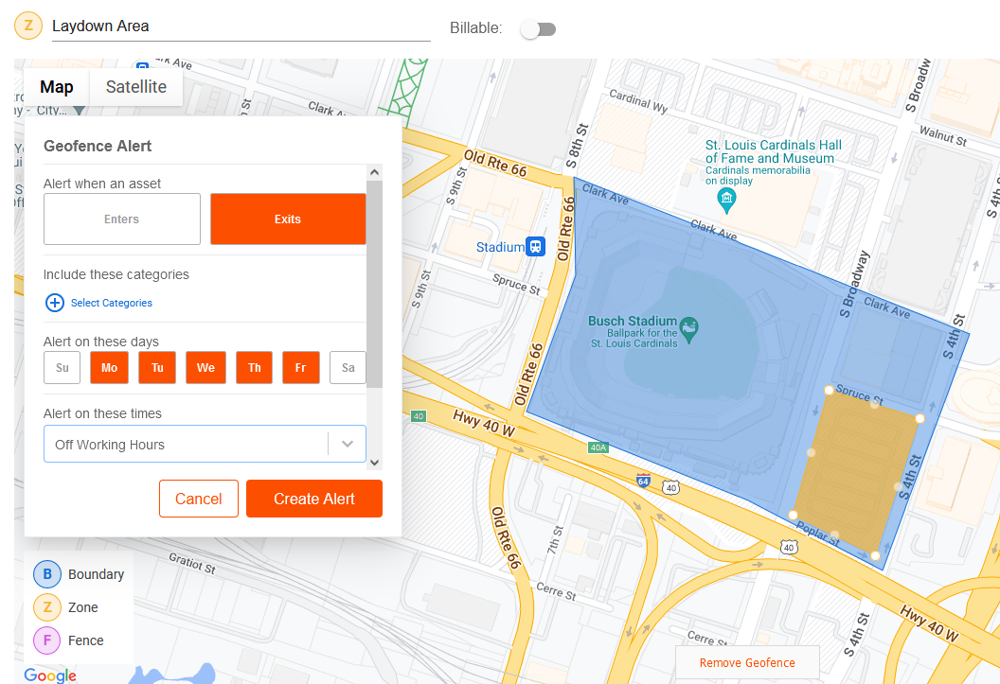 Z
Laydown Area
Billable:
Map
Satellite
Clark Ave
Geofence Alert
Alert when an asset
Enters
Exits
Include these categories
Select Categories
Alert on these days
Su
Mo
Tu
We
Th
Fr
Sa
Alert on these times
Off Working Hours
Cancel
Create Alert
B
Boundary
Z
Zone
F
Fence
Google
Old Rte 66
S 8th St
S 9th St
S 9th St
Old Rte 66
Stadium
Spruce St
Old Rte 66
40
Hwy 40 W
40A
64
40
Old Rte 66
7th St
Gratiot St
Cerre St
Cardinal Wy
St. Louis Cardinals Hall
of Fame and Museum
Cardinals memorabilia
on display
Clark Ave
Clark Ave
S Broadway
Walnut St
S 4th St
S Broadway
Clark Ave
S 4th St
Busch Stadium
Ballpark for the
St. Louis Cardinals
Spruce St
S 4th St
Poplar St
40
Hwy 40 W
S 4th St
Cerre St
Remove Geofence